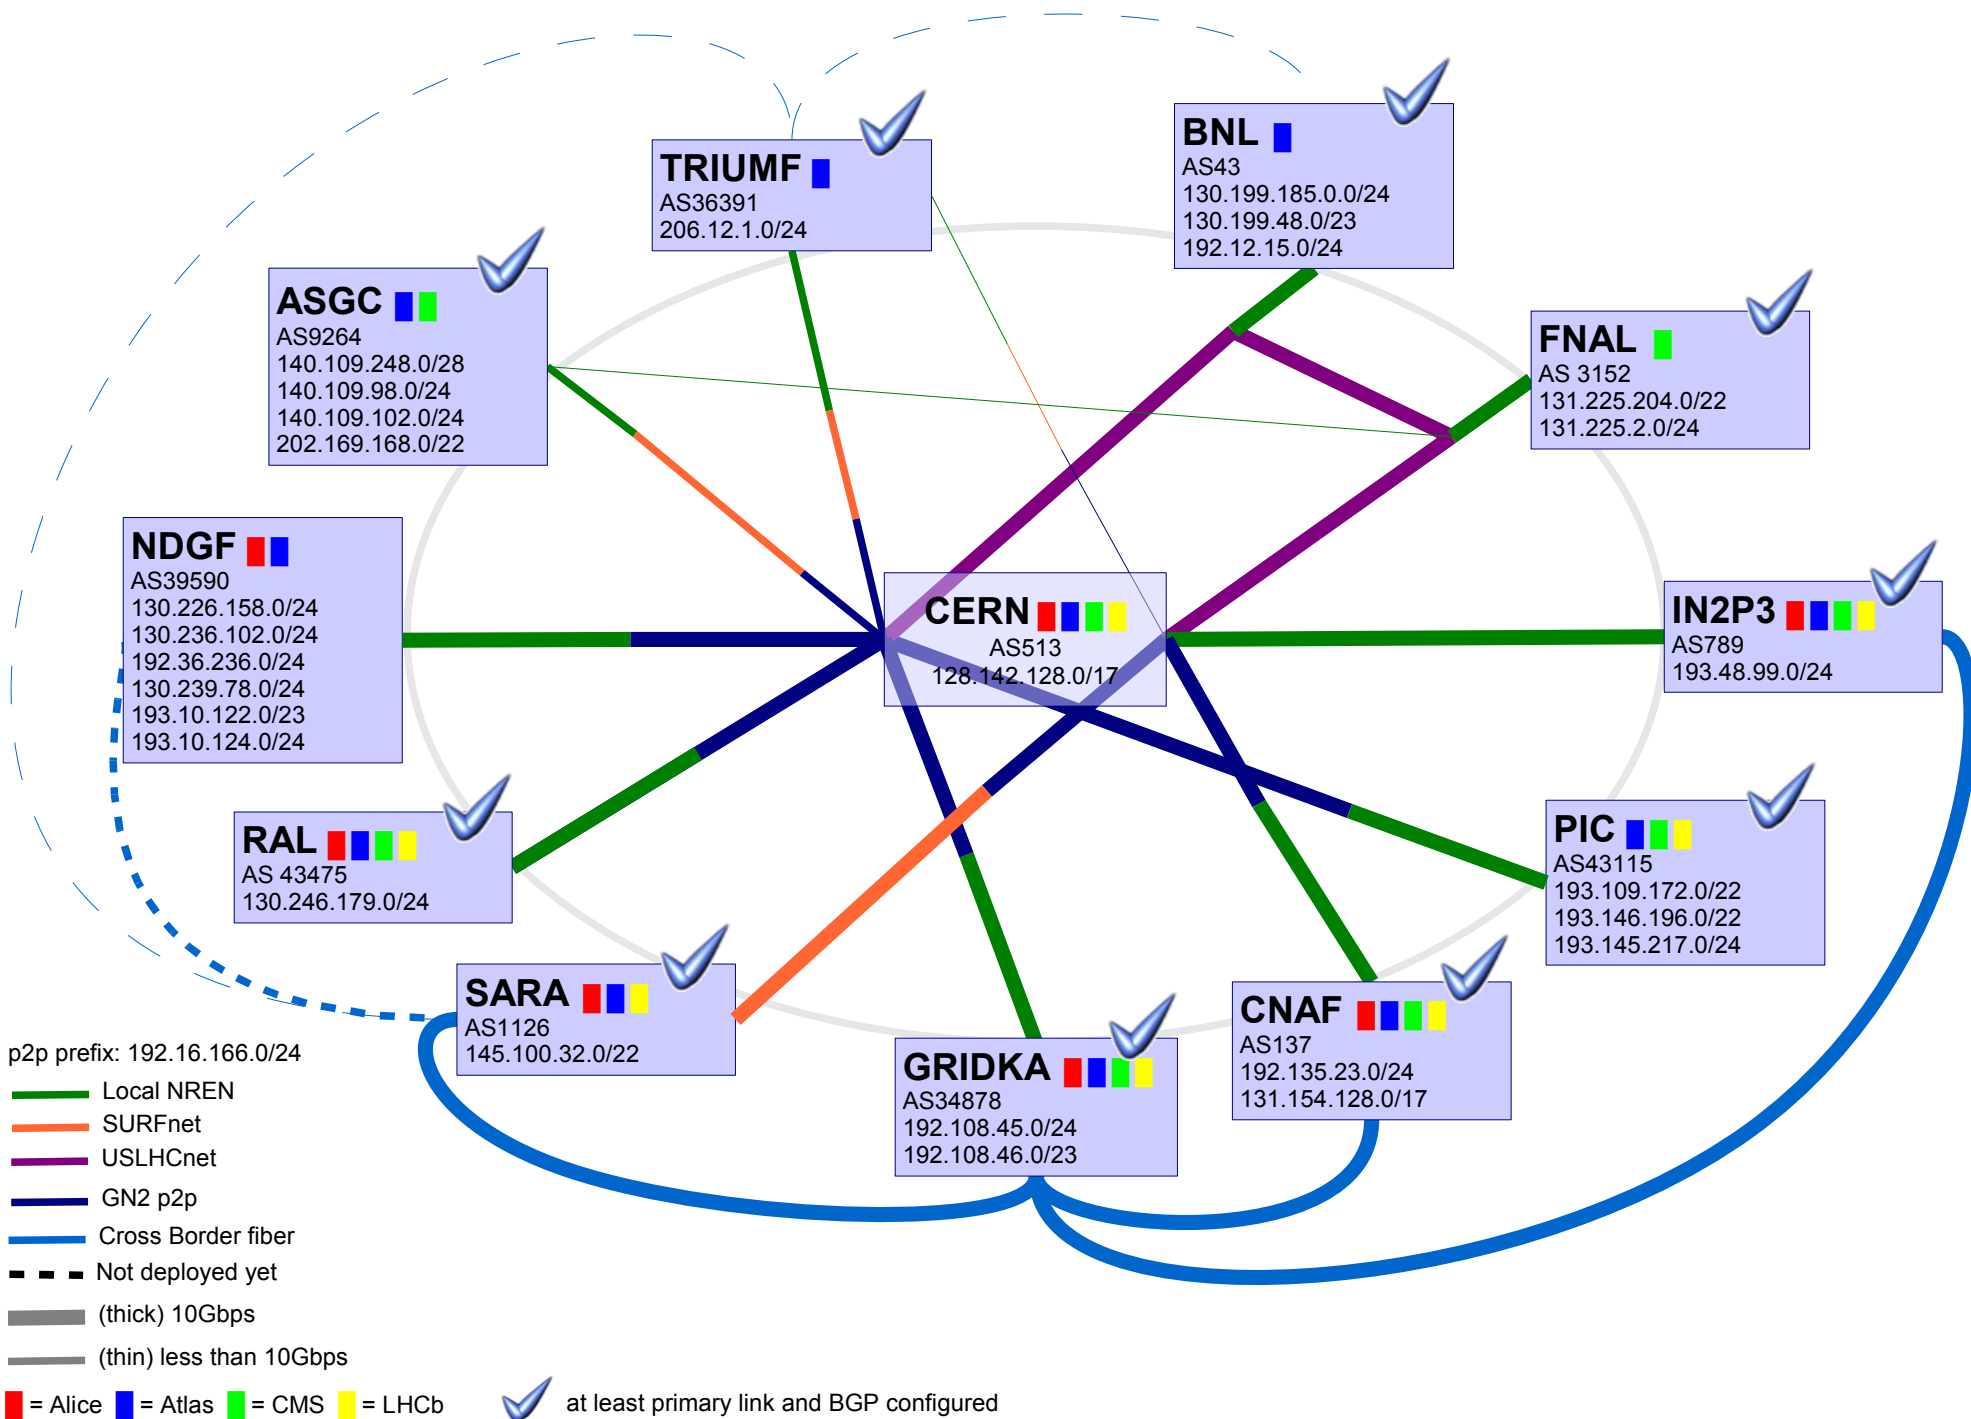 TRIUMF
AS36391
206.12.1.0/24
BNL
AS43
130.199.185.0.0/24
130.199.48.0/23
192.12.15.0/24
ASGC
AS9264
140.109.248.0/28
140.109.98.0/24
140.109.102.0/24
202.169.168.0/22
FNAL
AS 3152
131.225.204.0/22
131.225.2.0/24
NDGF
AS39590
130.226.158.0/24
130.236.102.0/24
192.36.236.0/24
130.239.78.0/24
193.10.122.0/23
193.10.124.0/24
CERN
AS513
128.142.128.0/17
IN2P3
AS789
193.48.99.0/24
RAL
AS 43475
130.246.179.0/24
PIC
AS43115
193.109.172.0/22
193.146.196.0/22
193.145.217.0/24
SARA
AS1126
145.100.32.0/22
GRIDKA
AS34878
192.108.45.0/24
192.108.46.0/23
CNAF
AS137
192.135.23.0/24
131.154.128.0/17
p2p prefix: 192.16.166.0/24
Local NREN
SURFnet
USLHCnet
GN2 p2p
Cross Border fiber
Not deployed yet
(thick) 10Gbps
(thin) less than 10Gbps
= Alice = Atlas = CMS = LHCb
at least primary link and BGP configured